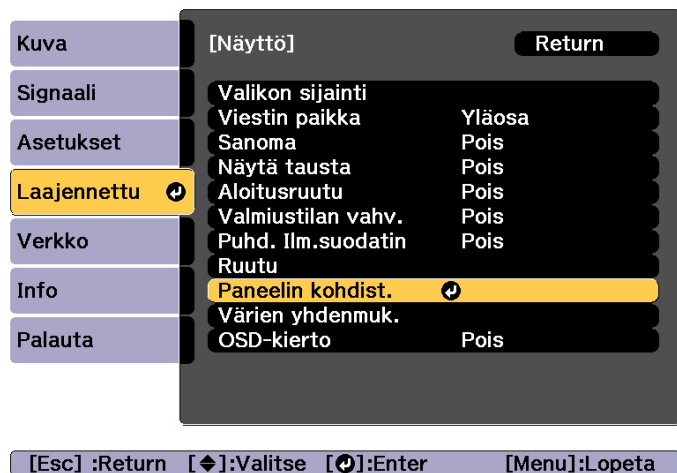 Kuva
Signaali
Asetukset
Laajennettu
Verkko
Info
Palauta
[Näyttö] Return
Valikon sijainti
Viestin paikka Yläosa
Sanoma Pois
Näytä tausta Pois
Aloitusruutu Pois
Valmiustilan vahv. Pois
Puhd. Ilm.suodatin Pois
Ruutu
Paneelin kohdist.
Värien yhdenmuk.
OSD-kierto Pois
[Esc] :Return [◆]:Valitse [↵]:Enter [Menu]:Lopeta